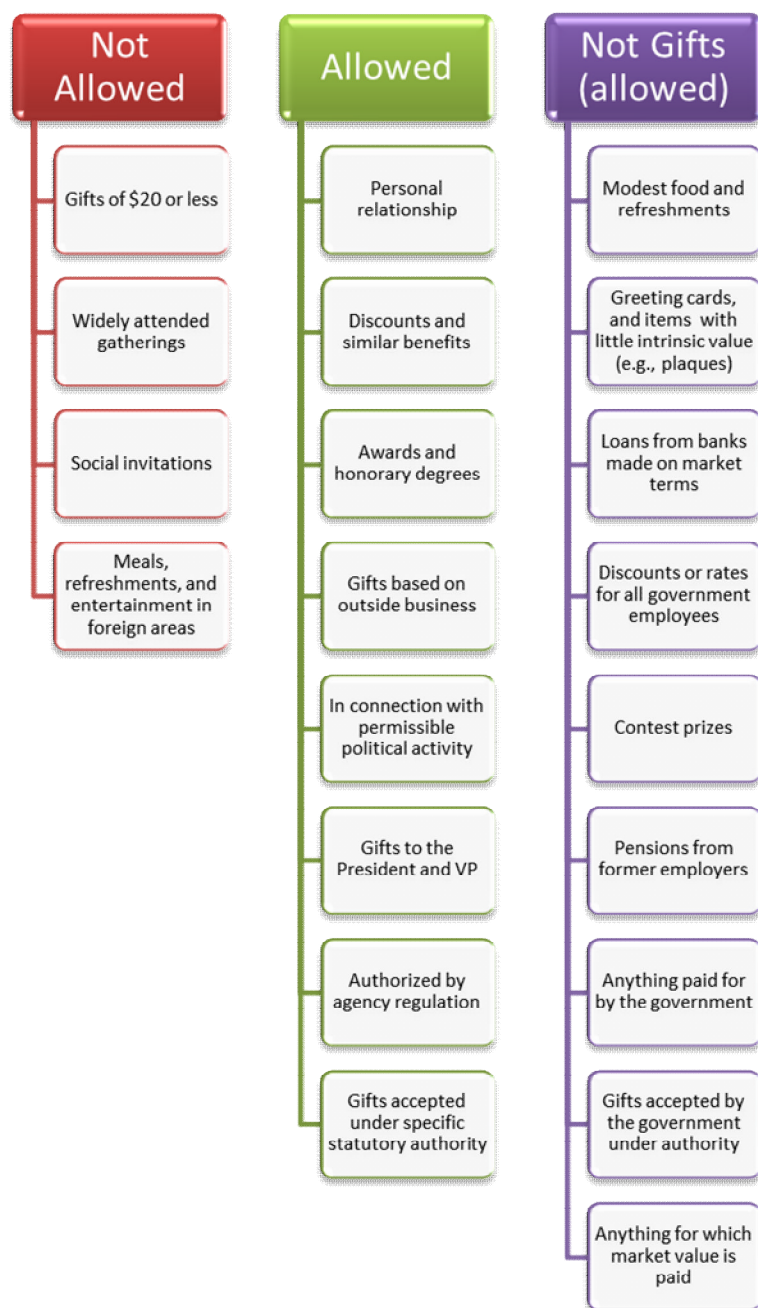 Not
Allowed
Gifts of $20 or less
Widely attended
gatherings
Social invitations
Meals,
refreshments, and
entertainment in
foreign areas
Allowed
Personal
relationship
Discounts and
similar benefits
Awards and
honorary degrees
Gifts based on
outside business
In connection with
permissible
political activity
Gifts to the
President and VP
Authorized by
agency regulation
Gifts accepted
under specific
statutory authority
Not Gifts
(allowed)
Modest food and
refreshments
Greeting cards,
and items with
little intrinsic value
(e.g., plaques)
Loans from banks
made on market
terms
Discounts or rates
for all government
employees
Contest prizes
Pensions from
former employers
Anything paid for
by the government
Gifts accepted by
the government
under authority
Anything for which
market value is
paid